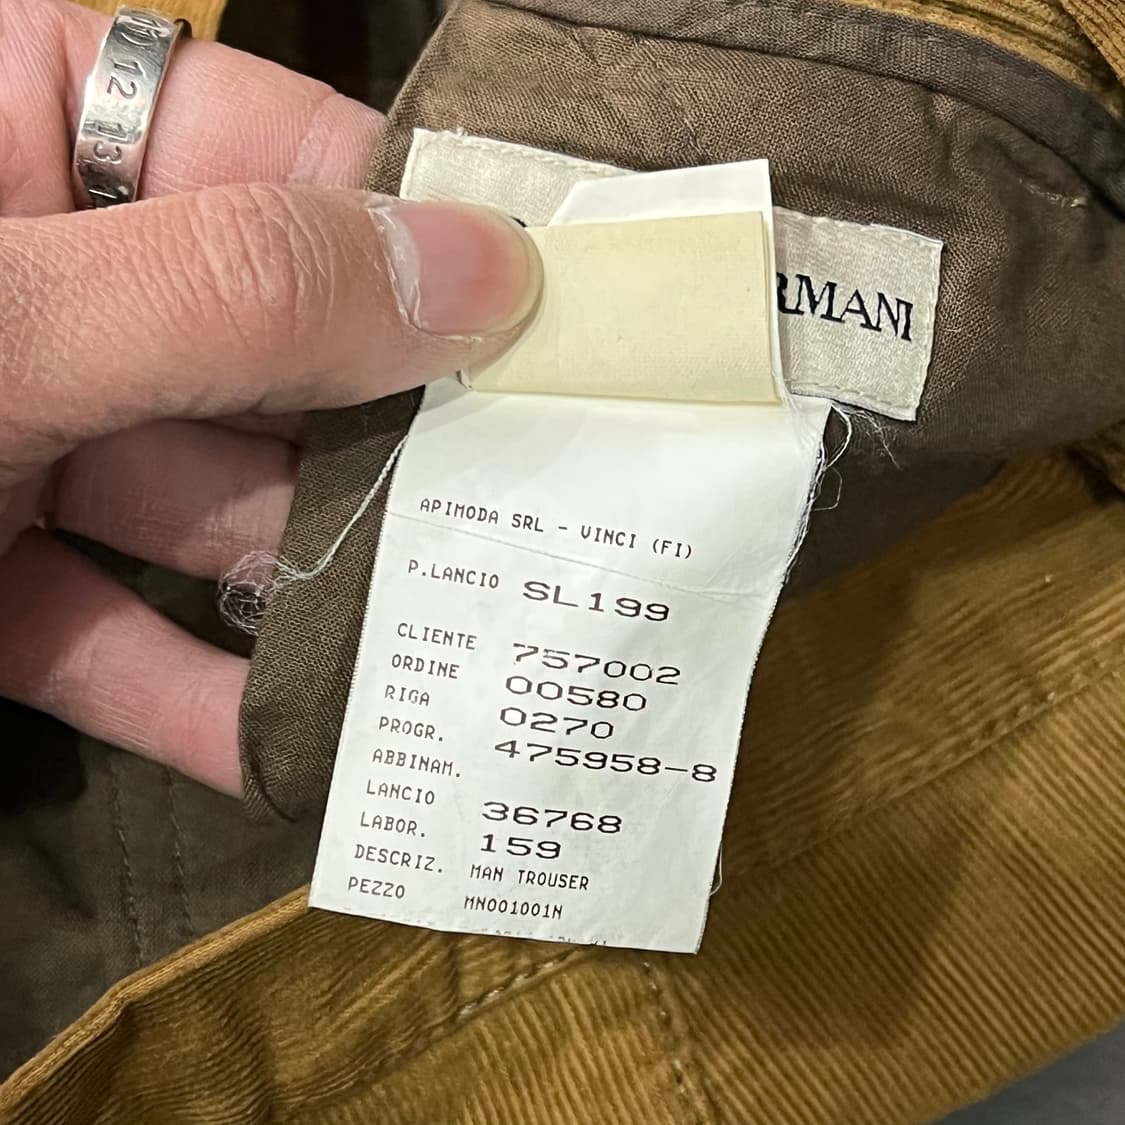 12 13
RMANI
APIMODA SRL - VINCI (FI)
P.LANCIO SL199
CLIENTE 757002
ORDINE 00580
RIGA 0270
PROGR. 475958-8
ABBINAM.
LANCIO 36768
LABOR. 159
DESCRIZ. MAN TROUSER
PEZZO MN001001N